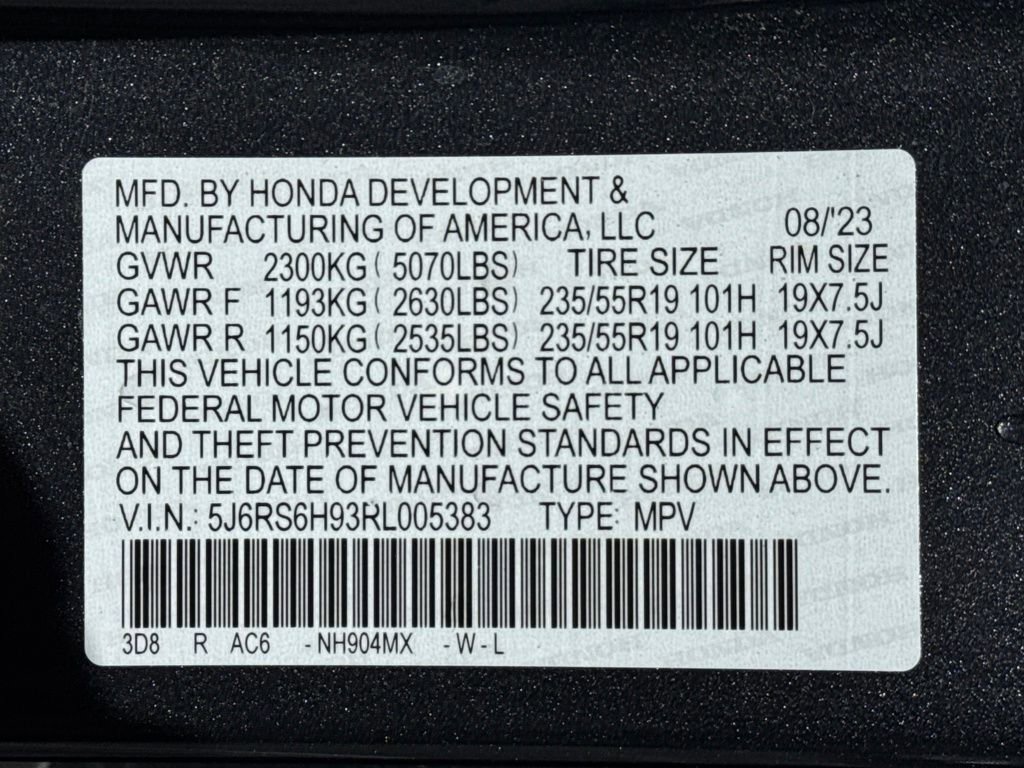 MFD. BY HONDA DEVELOPMENT &
MANUFACTURING OF AMERICA, LLC 08/'23
GVWR 2300KG ( 5070LBS) TIRE SIZE RIM SIZE
GAWR F 1193KG ( 2630LBS) 235/55R19 101H 19X7.5J
GAWR R 1150KG ( 2535LBS) 235/55R19 101H 19X7.5J
THIS VEHICLE CONFORMS TO ALL APPLICABLE
FEDERAL MOTOR VEHICLE SAFETY
AND THEFT PREVENTION STANDARDS IN EFFECT
ON THE DATE OF MANUFACTURE SHOWN ABOVE.
V.I.N.: 5J6RS6H93RL005383 TYPE: MPV
3D8 R AC6 - NH904MX - W - L